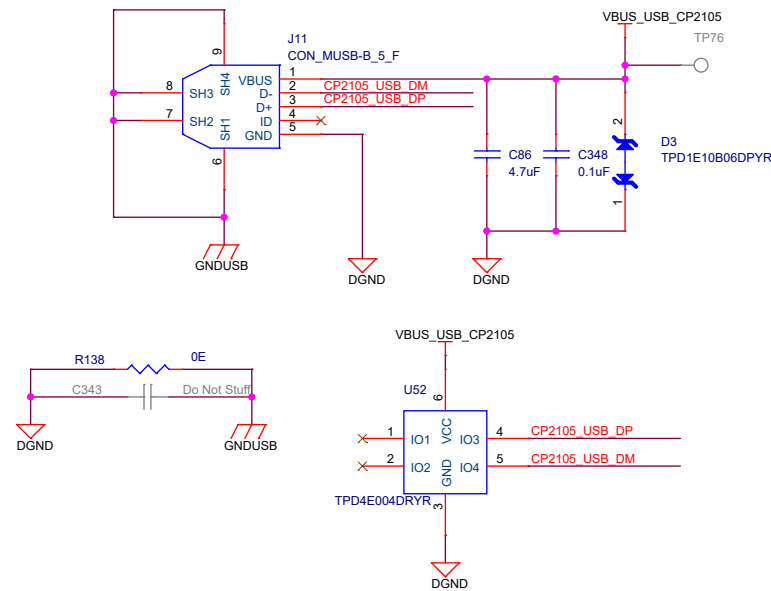 VBUS_USB_CP2105
TP76
J11
CON_MUSB-B_5_F
9
SH4
VBUS 1
8 SH3
D- 2 CP2105_USB_DM
D+ 3 CP2105_USB_DP
7 SH2
ID 4
SH1
GND 5
6
2
D3
TPD1E10B06DPYR
C86
4.7uF
C348
0.1uF
1
GNDUSB
DGND
DGND
VBUS_USB_CP2105
R138 0E
C343 Do Not Stuff
DGND
GNDUSB
U52
6
VCC
1 IO1 IO3 4 CP2105_USB_DP
2 IO2 IO4 5 CP2105_USB_DM
GND
TPD4E004DRYR
3
DGND